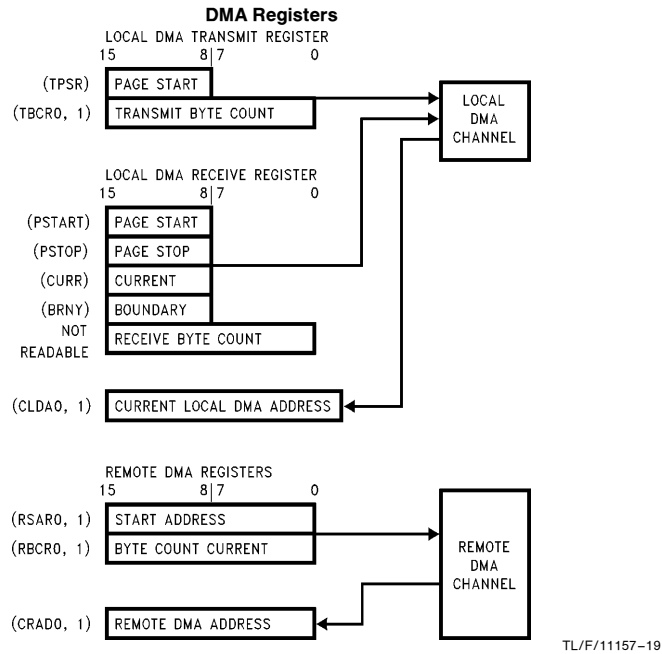 DMA Registers
LOCAL DMA TRANSMIT REGISTER
15 8 7 0
(TPSR) PAGE START
(TBCR0, 1) TRANSMIT BYTE COUNT
LOCAL
DMA
CHANNEL
LOCAL DMA RECEIVE REGISTER
15 8 7 0
(PSTART) PAGE START
(PSTOP) PAGE STOP
(CURR) CURRENT
(BRNY) BOUNDARY
NOT
READABLE
RECEIVE BYTE COUNT
(CLDA0, 1) CURRENT LOCAL DMA ADDRESS
REMOTE DMA REGISTERS
15 8 7 0
(RSAR0, 1) START ADDRESS
(RBCR0, 1) BYTE COUNT CURRENT
REMOTE
DMA
CHANNEL
(CRAD0, 1) REMOTE DMA ADDRESS
TL/F/11157–19